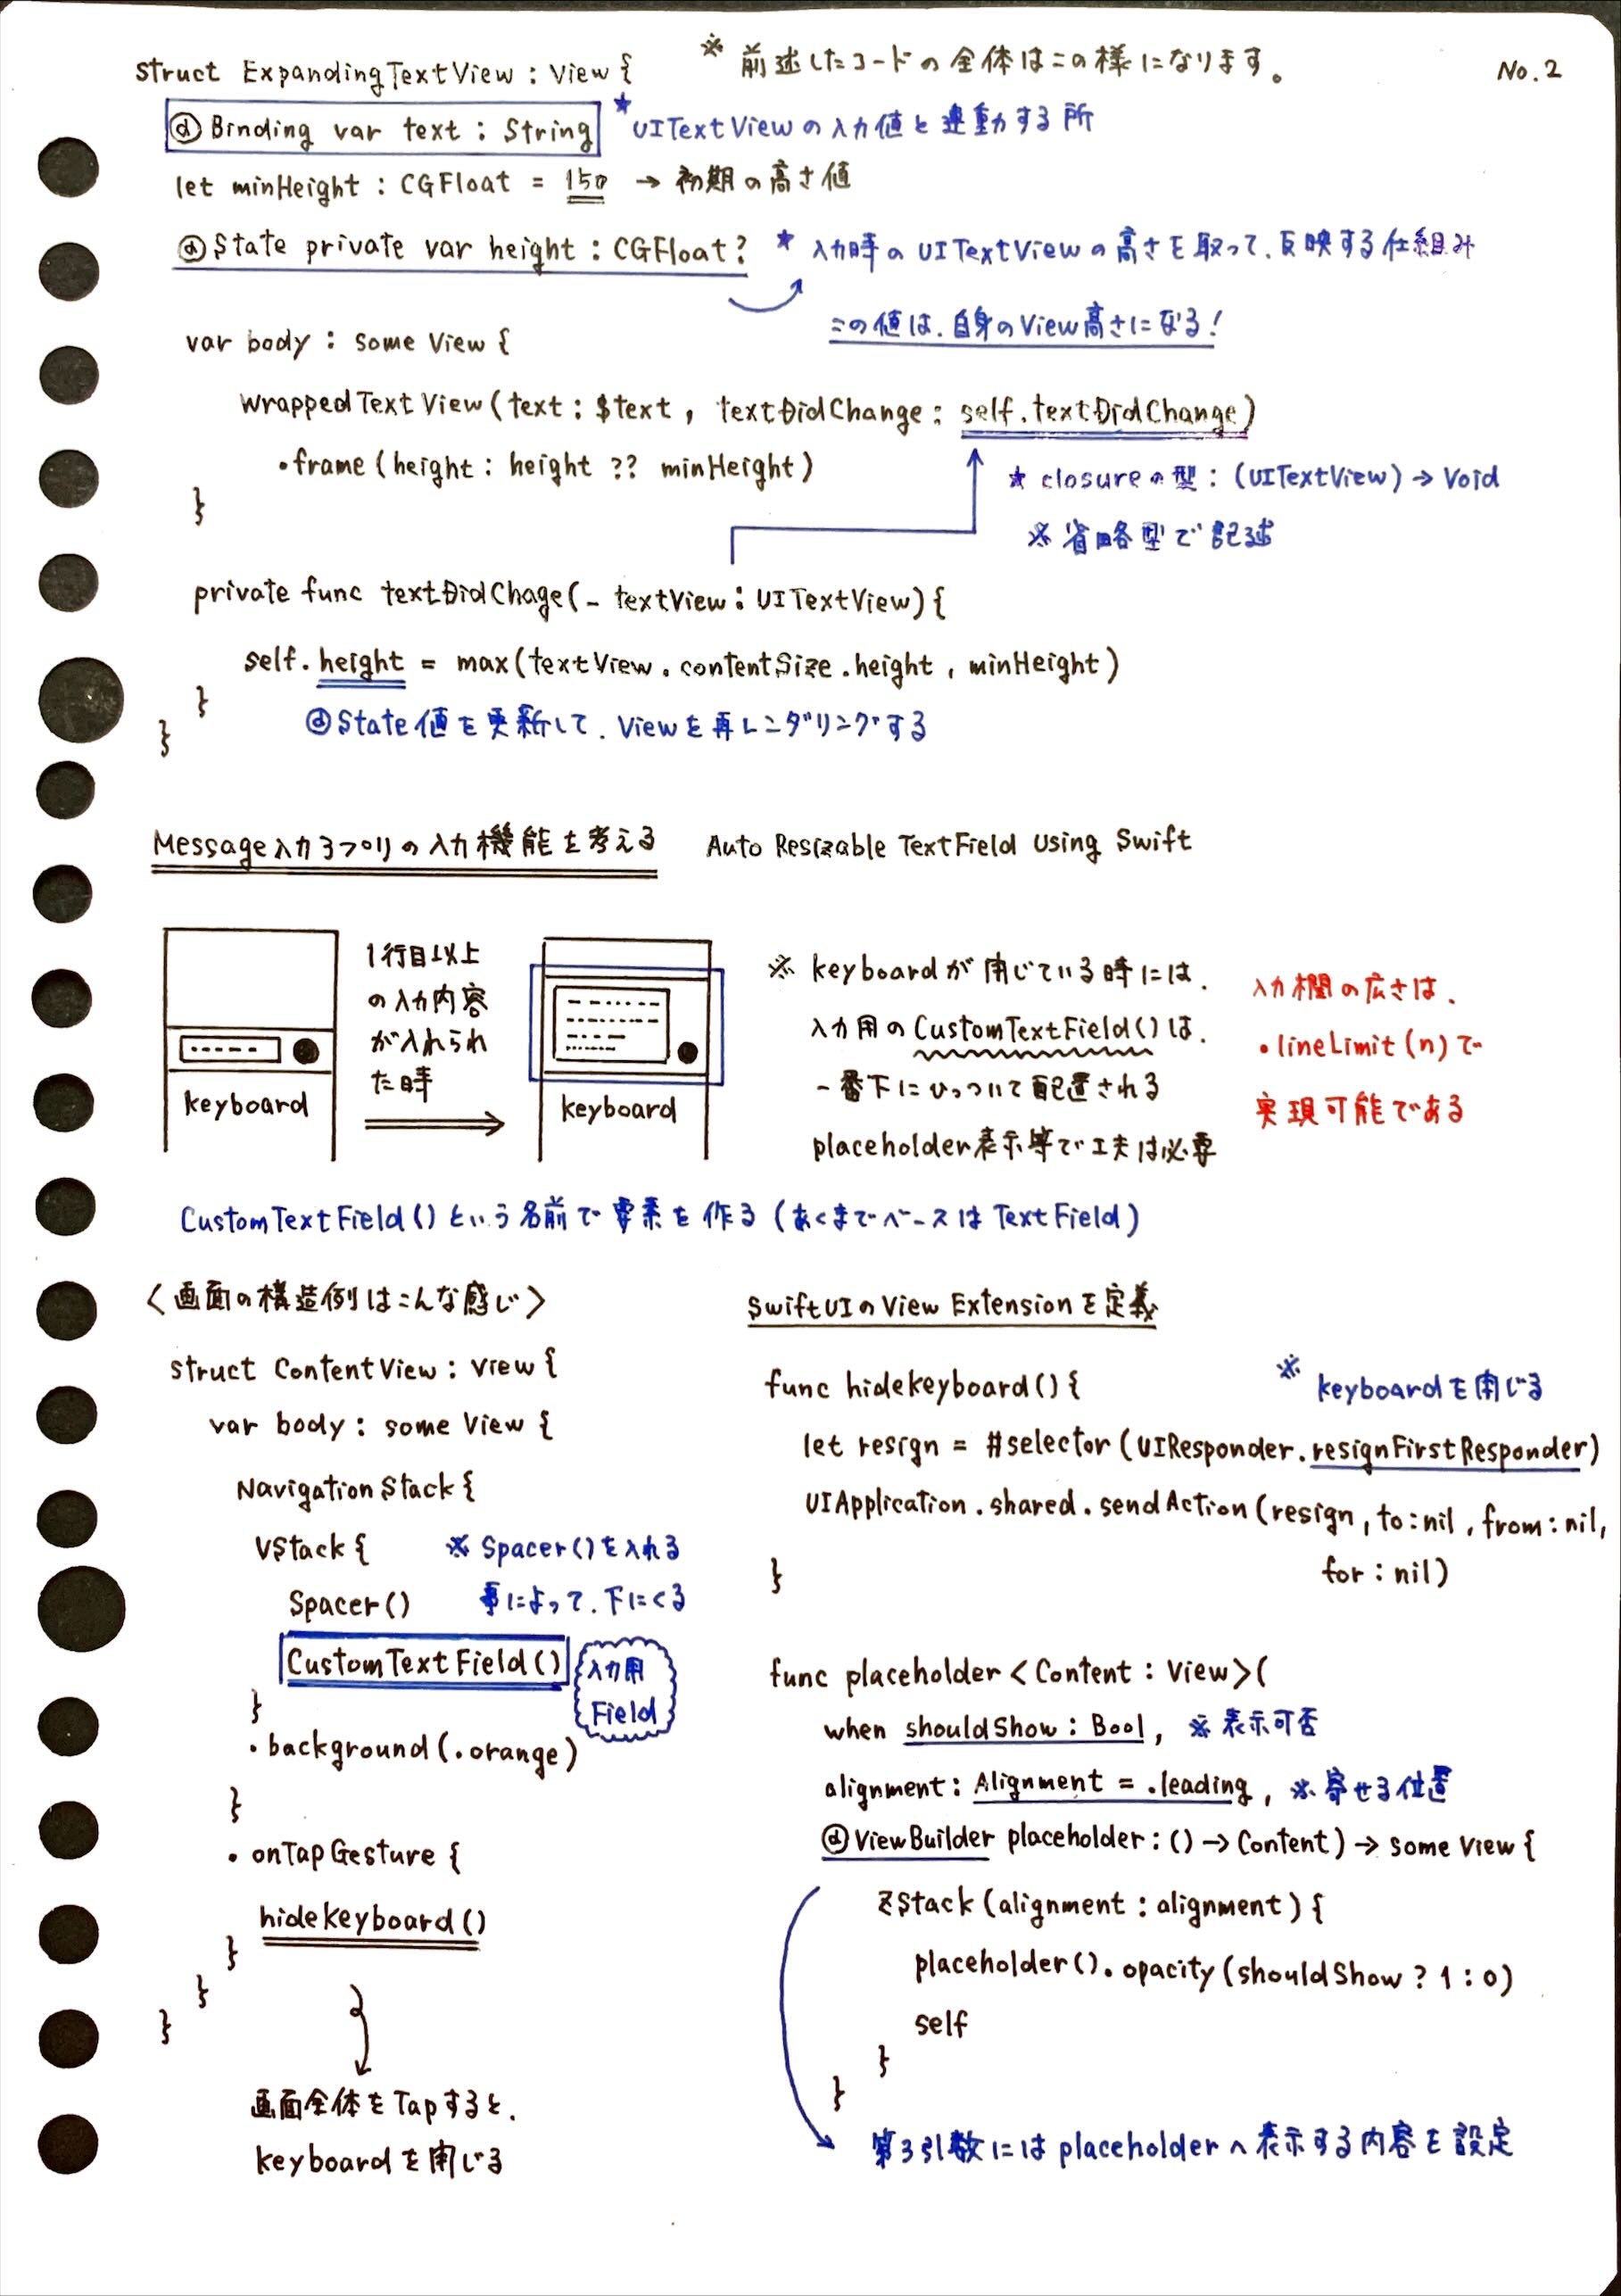 No.2
struct ExpandingTextView : View {
※ 前述したコードの全体はこの様になります。
@Binding var text : String
★ UITextViewの入力値と連動する所
let minHeight : CGFloat = 150 → 初期の高さ値
@State private var height : CGFloat?
★ 入力時のUITextViewの高さを取って、反映する仕組み
この値は、自身のView高さになる!
var body : some View {
WrappedTextView(text : $text , textDidChange : self.textDidChange)
.frame (height : height ?? minHeight)
★ closureの型 : (UITextView) → Void
}
※ 省略型で記述
private func textDidChage( _ textView : UITextView) {
self. height = max(textView . contentSize . height , minHeight)
}
@State値を更新して、Viewを再レンダリングする
}
Message入力アプリの入力機能を考える Auto Resizable TextField Using Swift
1行目以上
の入力内容
が入れられ
た時
keyboard
keyboard
※ keyboardが閉じている時には、
入力用のCustomTextField()は、
一番下にひっついて配置される
placeholder表示等で工夫は必要
入力欄の広さは、
.lineLimit (n) で
実現可能である
CustomTextField()という名前で要素を作る (あくまでベースはTextField)
<画面の構造例はこんな感じ>
struct ContentView : View {
var body : some View {
NavigationStack {
VStack {
※ Spacer()を入れる
事によって、下にくる
Spacer()
CustomTextField()
入力用
Field
}
. background (. orange)
}
. onTapGesture {
hidekeyboard ()
}
}
}
画面全体をTapすると、
keyboardを閉じる
SwiftUIのView Extensionを定義
func hidekeyboard () {
※ keyboardを閉じる
let resign = #selector (UIResponder. resignFirstResponder)
UIApplication . shared . sendAction (resign , to : nil , from : nil,
for : nil)
}
func placeholder < Content : View > (
when shouldShow : Bool , ※ 表示可否
alignment : Alignment = .leading , ※ 寄せる位置
@ViewBuilder placeholder : () → Content) → some View {
ZStack (alignment : alignment) {
placeholder (). opacity (shouldShow ? 1 : 0)
self
}
}
第3引数にはplaceholderへ表示する内容を設定